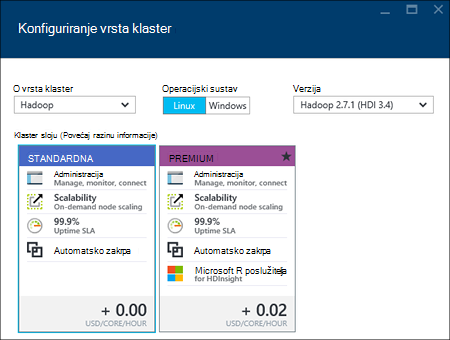 Konfiguriranje vrsta klaster
O vrsta klaster
Operacijski sustav
Verzija
Hadoop
Linux
Windows
Hadoop 2.7.1 (HDI 3.4)
Klaster sloju (Povećaj razinu informacije)
STANDARDNA
Administracija
Manage, monitor, connect
Scalability
On-demand node scaling
99.9%
Uptime SLA
Automatsko zakrpa
+ 0.00
USD/CORE/HOUR
PREMIUM
Administracija
Manage, monitor, connect
Scalability
On-demand node scaling
99.9%
Uptime SLA
Automatsko zakrpa
Microsoft R poslužitelja
for HDInsight
+ 0.02
USD/CORE/HOUR